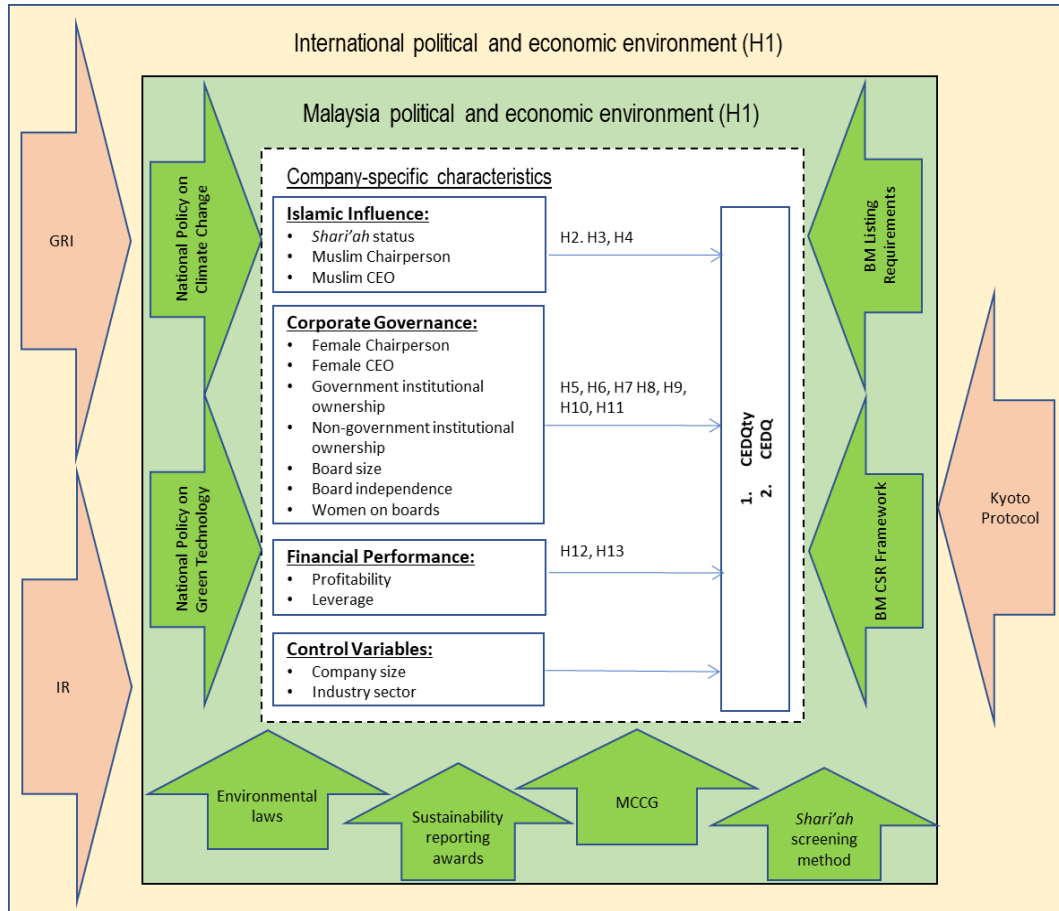 International political and economic environment (H1)
Malaysia political and economic environment (H1)
GRI
IR
National Policy on
Climate Change
National Policy on
Green Technology
Company-specific characteristics
Islamic Influence:
• Shari’ah status
• Muslim Chairperson
• Muslim CEO
H2. H3, H4
Corporate Governance:
• Female Chairperson
• Female CEO
• Government institutional
ownership
• Non-government institutional
ownership
• Board size
• Board independence
• Women on boards
H5, H6, H7 H8, H9,
H10, H11
Financial Performance:
• Profitability
• Leverage
H12, H13
Control Variables:
• Company size
• Industry sector
1. CEDQty
2. CEDQ
BM Listing
Requirements
BM CSR Framework
Kyoto
Protocol
Environmental
laws
Sustainability
reporting
awards
MCCG
Shari’ah
screening
method